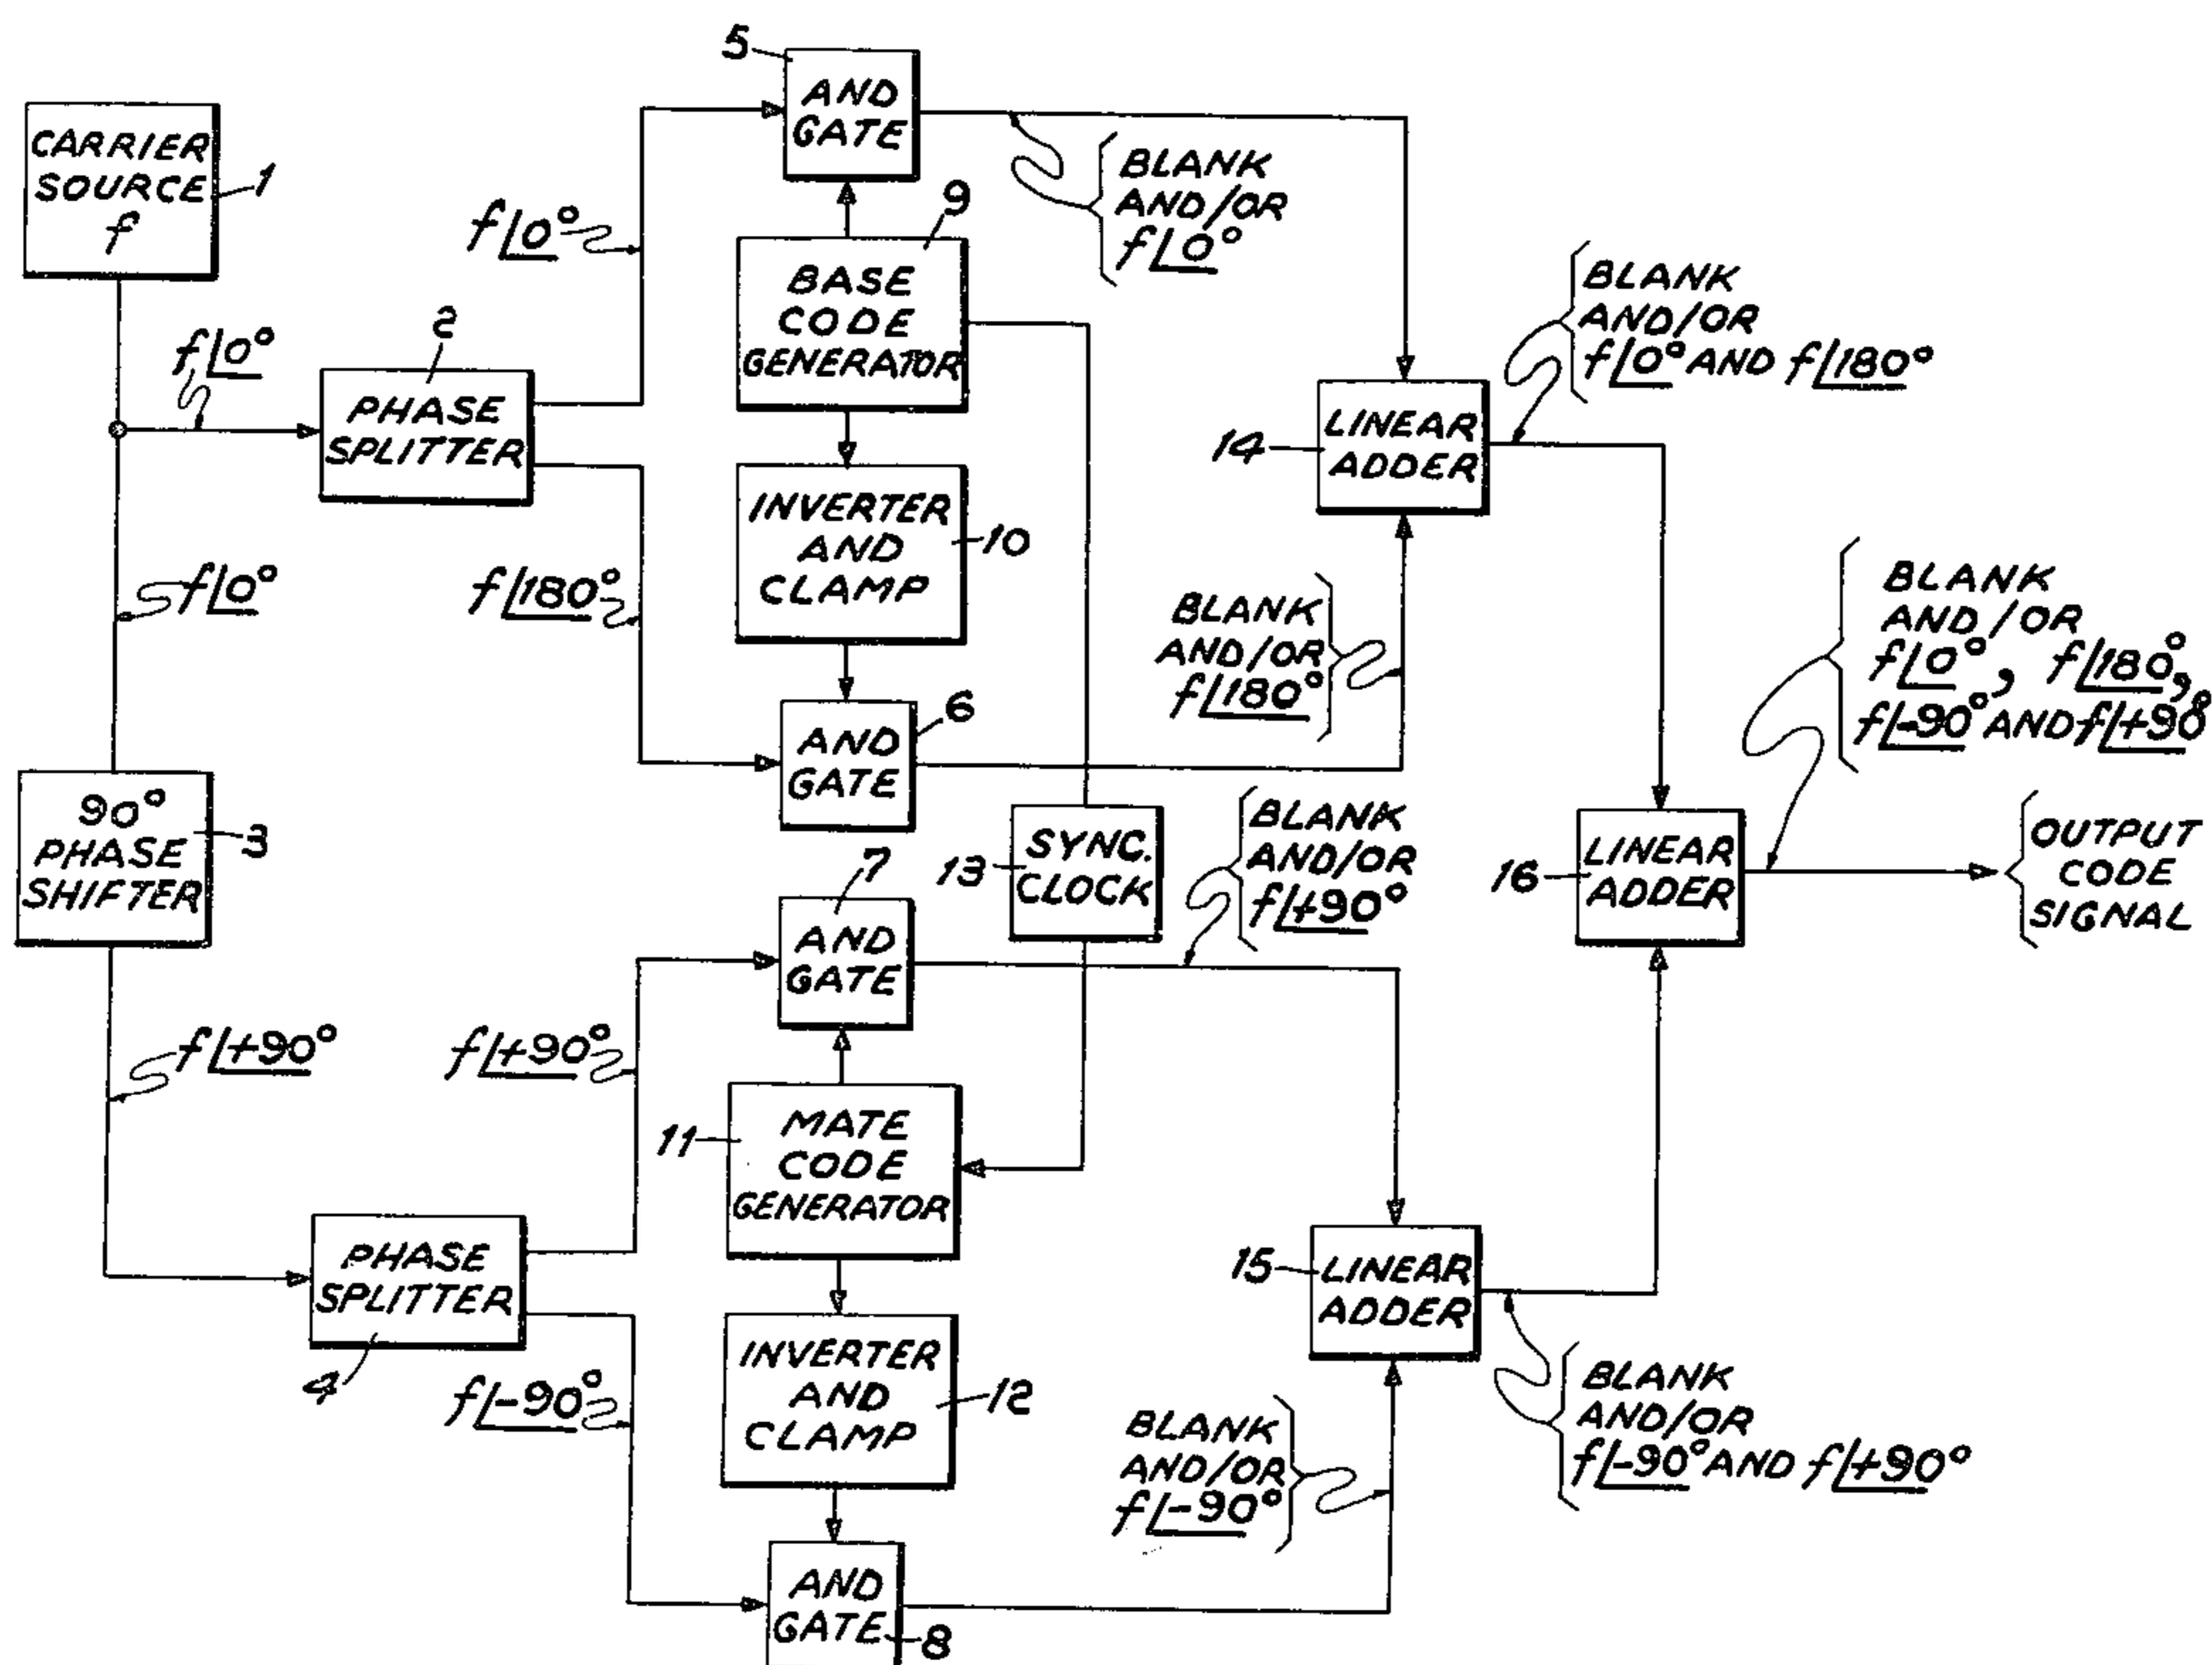 CARRIER
SOURCE
f
1
f∠0°
f∠0°
2
PHASE
SPLITTER
90°
PHASE
SHIFTER
3
f∠+90°
PHASE
SPLITTER
4
f∠0°
f∠180°
f∠+90°
f∠-90°
5
AND
GATE
9
BASE
CODE
GENERATOR
INVERTER
AND
CLAMP
10
6
AND
GATE
7
AND
GATE
11
MATE
CODE
GENERATOR
INVERTER
AND
CLAMP
12
AND
GATE
8
13
SYNC.
CLOCK
BLANK
AND/OR
f∠0°
BLANK
AND/OR
f∠180°
BLANK
AND/OR
f∠+90°
BLANK
AND/OR
f∠-90°
14
LINEAR
ADDER
BLANK
AND/OR
f∠0° AND f∠180°
15
LINEAR
ADDER
BLANK
AND/OR
f∠-90° AND f∠+90°
16
LINEAR
ADDER
BLANK
AND/OR
f∠0°, f∠180°,
f∠-90° AND f∠+90°
OUTPUT
CODE
SIGNAL